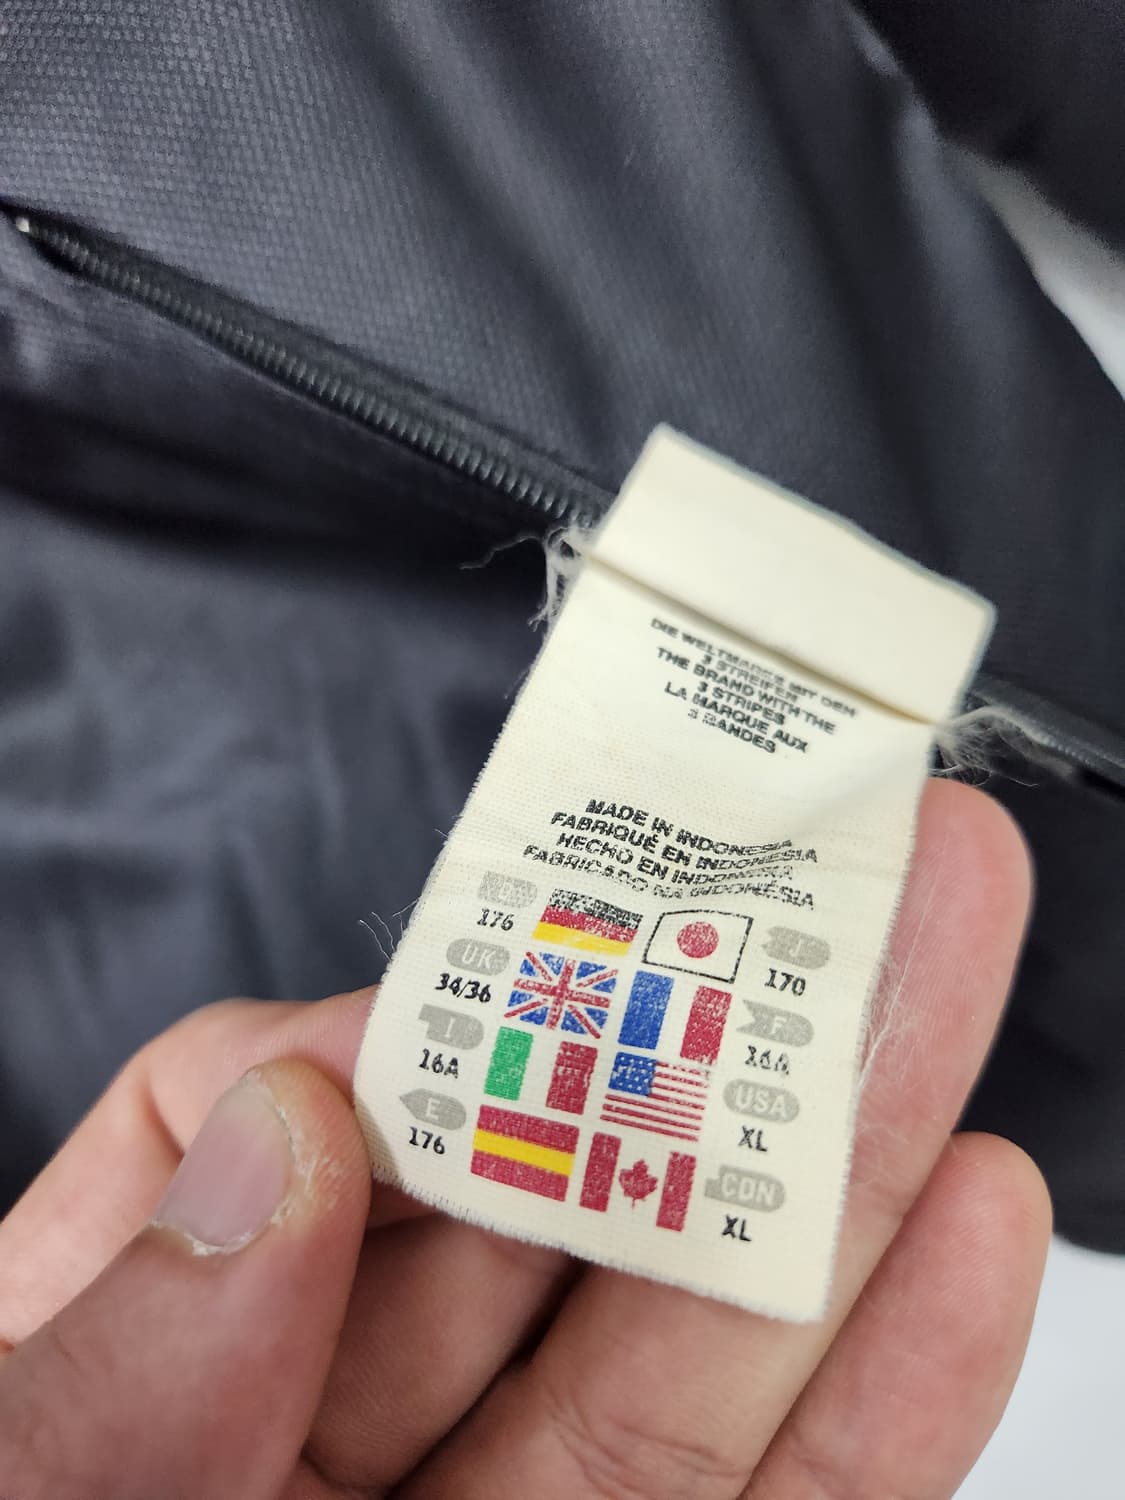 DIE WELTMARKE MIT DEN
3 STREIFEN
THE BRAND WITH THE
3 STRIPES
LA MARQUE AUX
3 BANDES
MADE IN INDONESIA
FABRIQUÉ EN INDONESIA
HECHO EN INDONESIA
FABRICADO NA INDONÉSIA
176
J
170
UK
34/36
F
16A
I
16A
USA
XL
E
176
CDN
XL